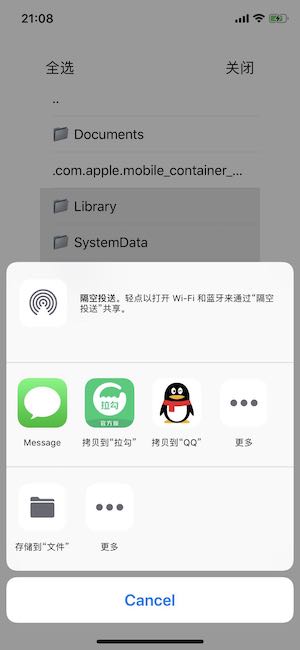 21:08
全选 关闭
..
Documents
.com.apple.mobile_container_...
Library
SystemData
隔空投送。轻点以打开 Wi-Fi 和蓝牙来通过“隔空
投送”共享。
拉勾
官方版
Message 拷贝到“拉勾” 拷贝到“QQ” 更多
存储到“文件” 更多
Cancel